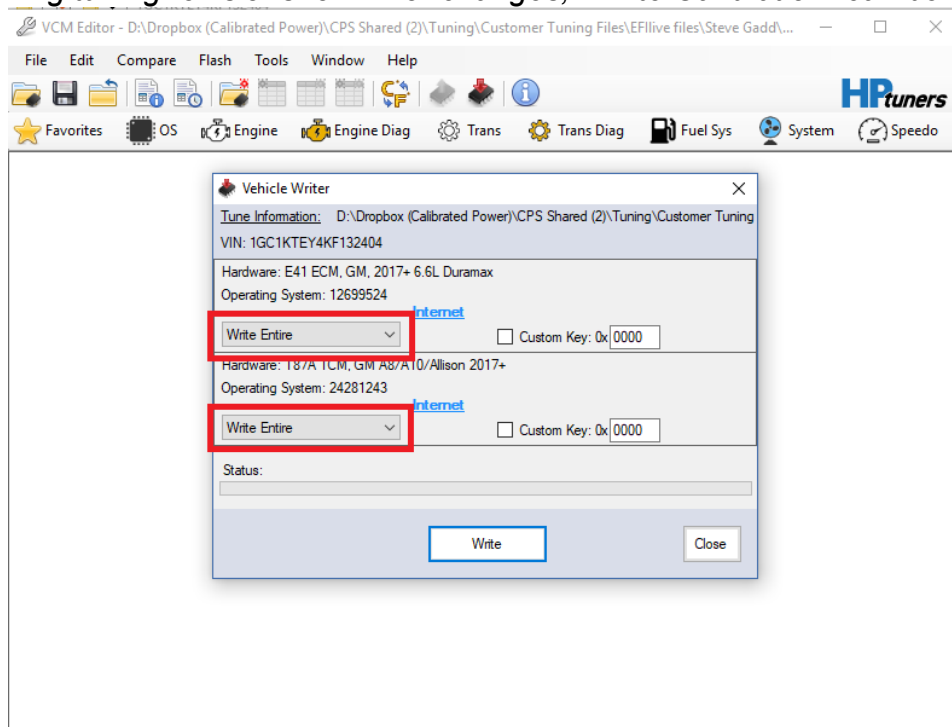 VCM Editor - D:\Dropbox (Calibrated Power)\CPS Shared (2)\Tuning\Customer Tuning Files\EFIlive files\Steve Gadd\...
File Edit Compare Flash Tools Window Help
HPtuners
Favorites OS Engine Engine Diag Trans Trans Diag Fuel Sys System Speedo
Vehicle Writer
Tune Information: D:\Dropbox (Calibrated Power)\CPS Shared (2)\Tuning\Customer Tuning
VIN: 1GC1KTEY4KF132404
Hardware: E41 ECM, GM, 2017+ 6.6L Duramax
Operating System: 12699524
Internet
Write Entire Custom Key: 0x 0000
Hardware: T87A TCM, GM A8/A10/Allison 2017+
Operating System: 24281243
Internet
Write Entire Custom Key: 0x 0000
Status:
Write Close